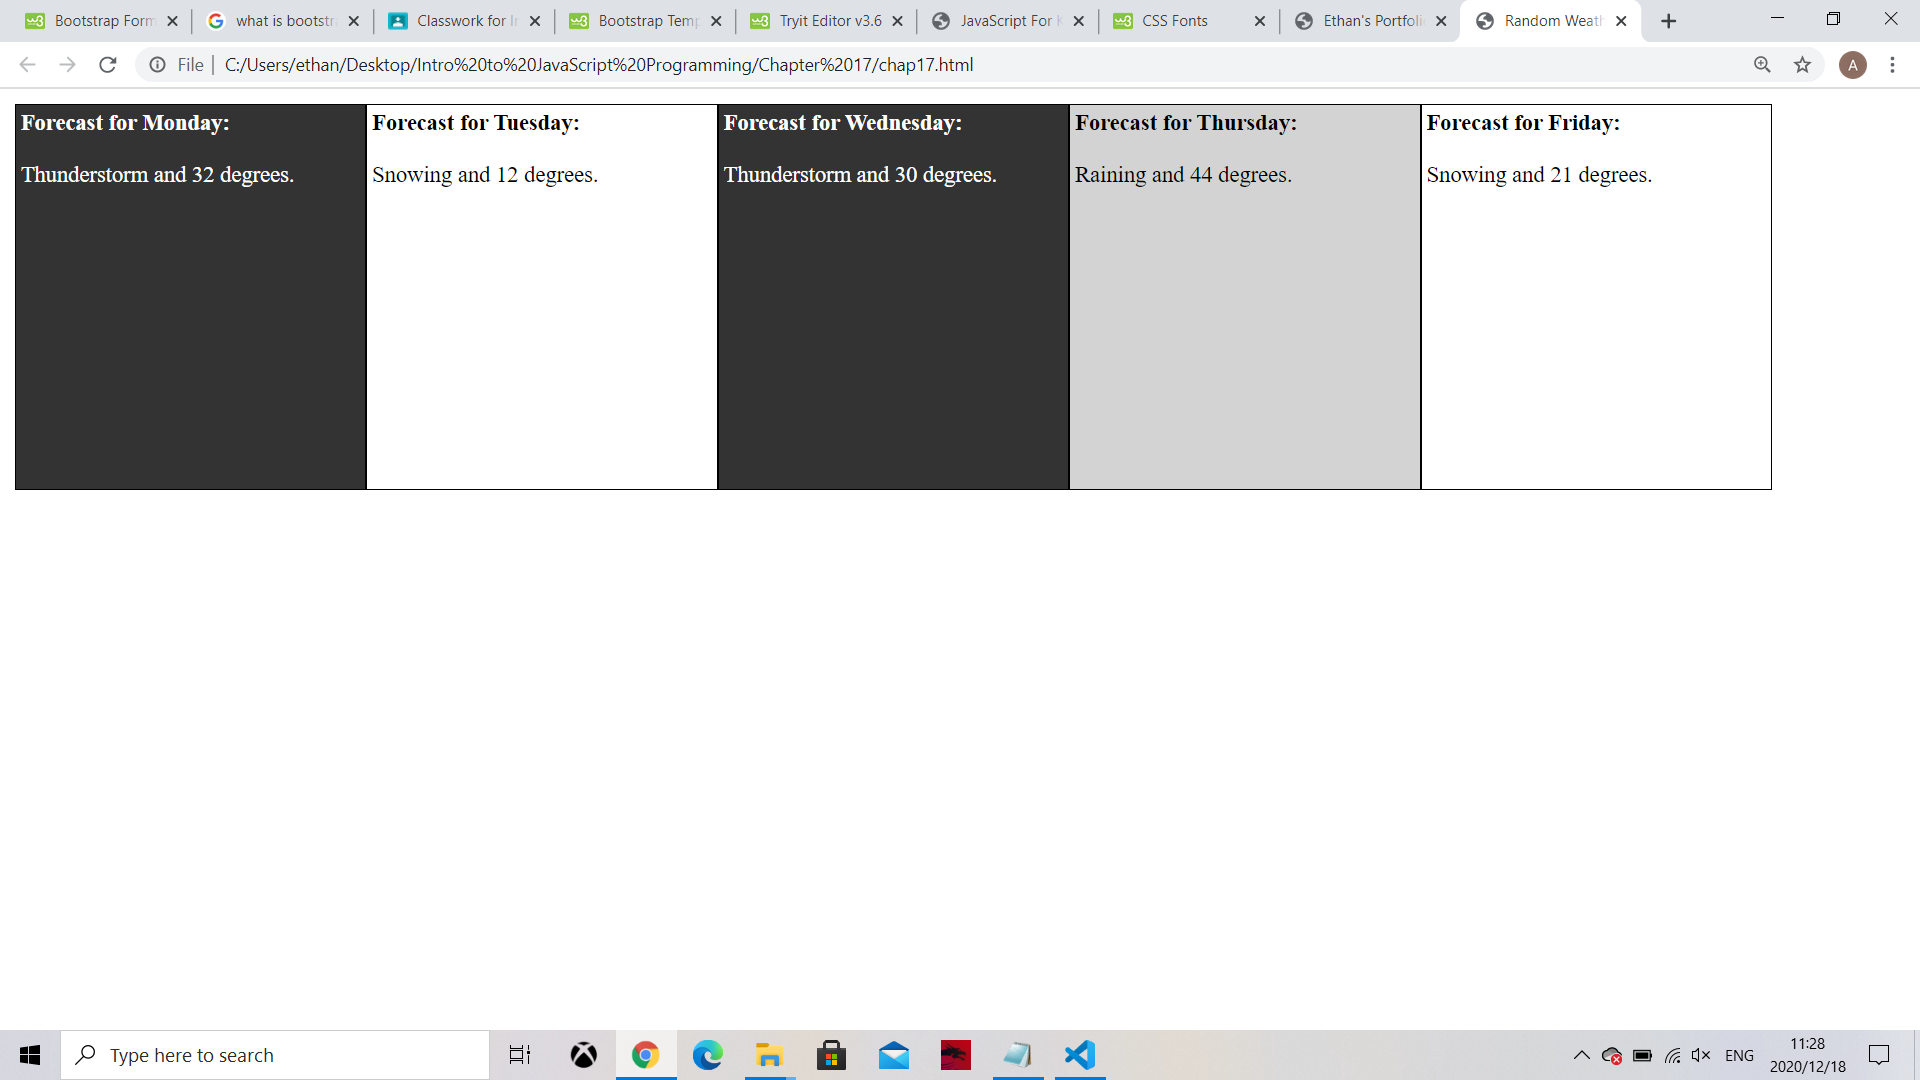 Bootstrap Form
what is bootstr
Classwork for I
Bootstrap Temp
Tryit Editor v3.6
JavaScript For K
CSS Fonts
Ethan's Portfoli
Random Weath
File
C:/Users/ethan/Desktop/Intro%20to%20JavaScript%20Programming/Chapter%2017/chap17.html
A
Forecast for Monday:
Thunderstorm and 32 degrees.
Forecast for Tuesday:
Snowing and 12 degrees.
Forecast for Wednesday:
Thunderstorm and 30 degrees.
Forecast for Thursday:
Raining and 44 degrees.
Forecast for Friday:
Snowing and 21 degrees.
Type here to search
ENG
11:28
2020/12/18